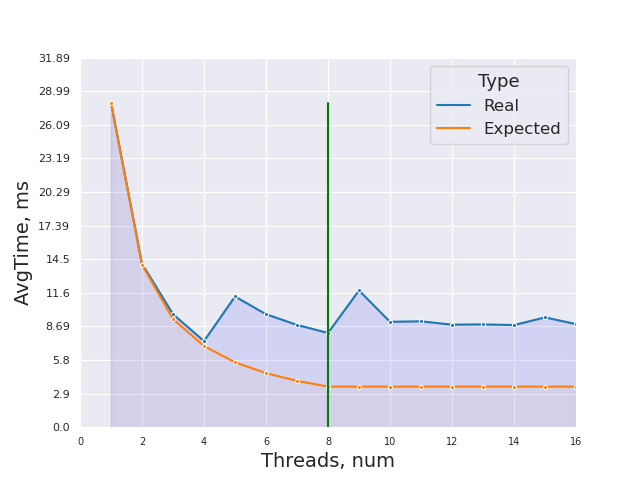 31.89
28.99
26.09
23.19
20.29
17.39
14.5
11.6
8.69
5.8
2.9
0.0
AvgTime, ms
Type
Real
Expected
0 2 4 6 8 10 12 14 16
Threads, num